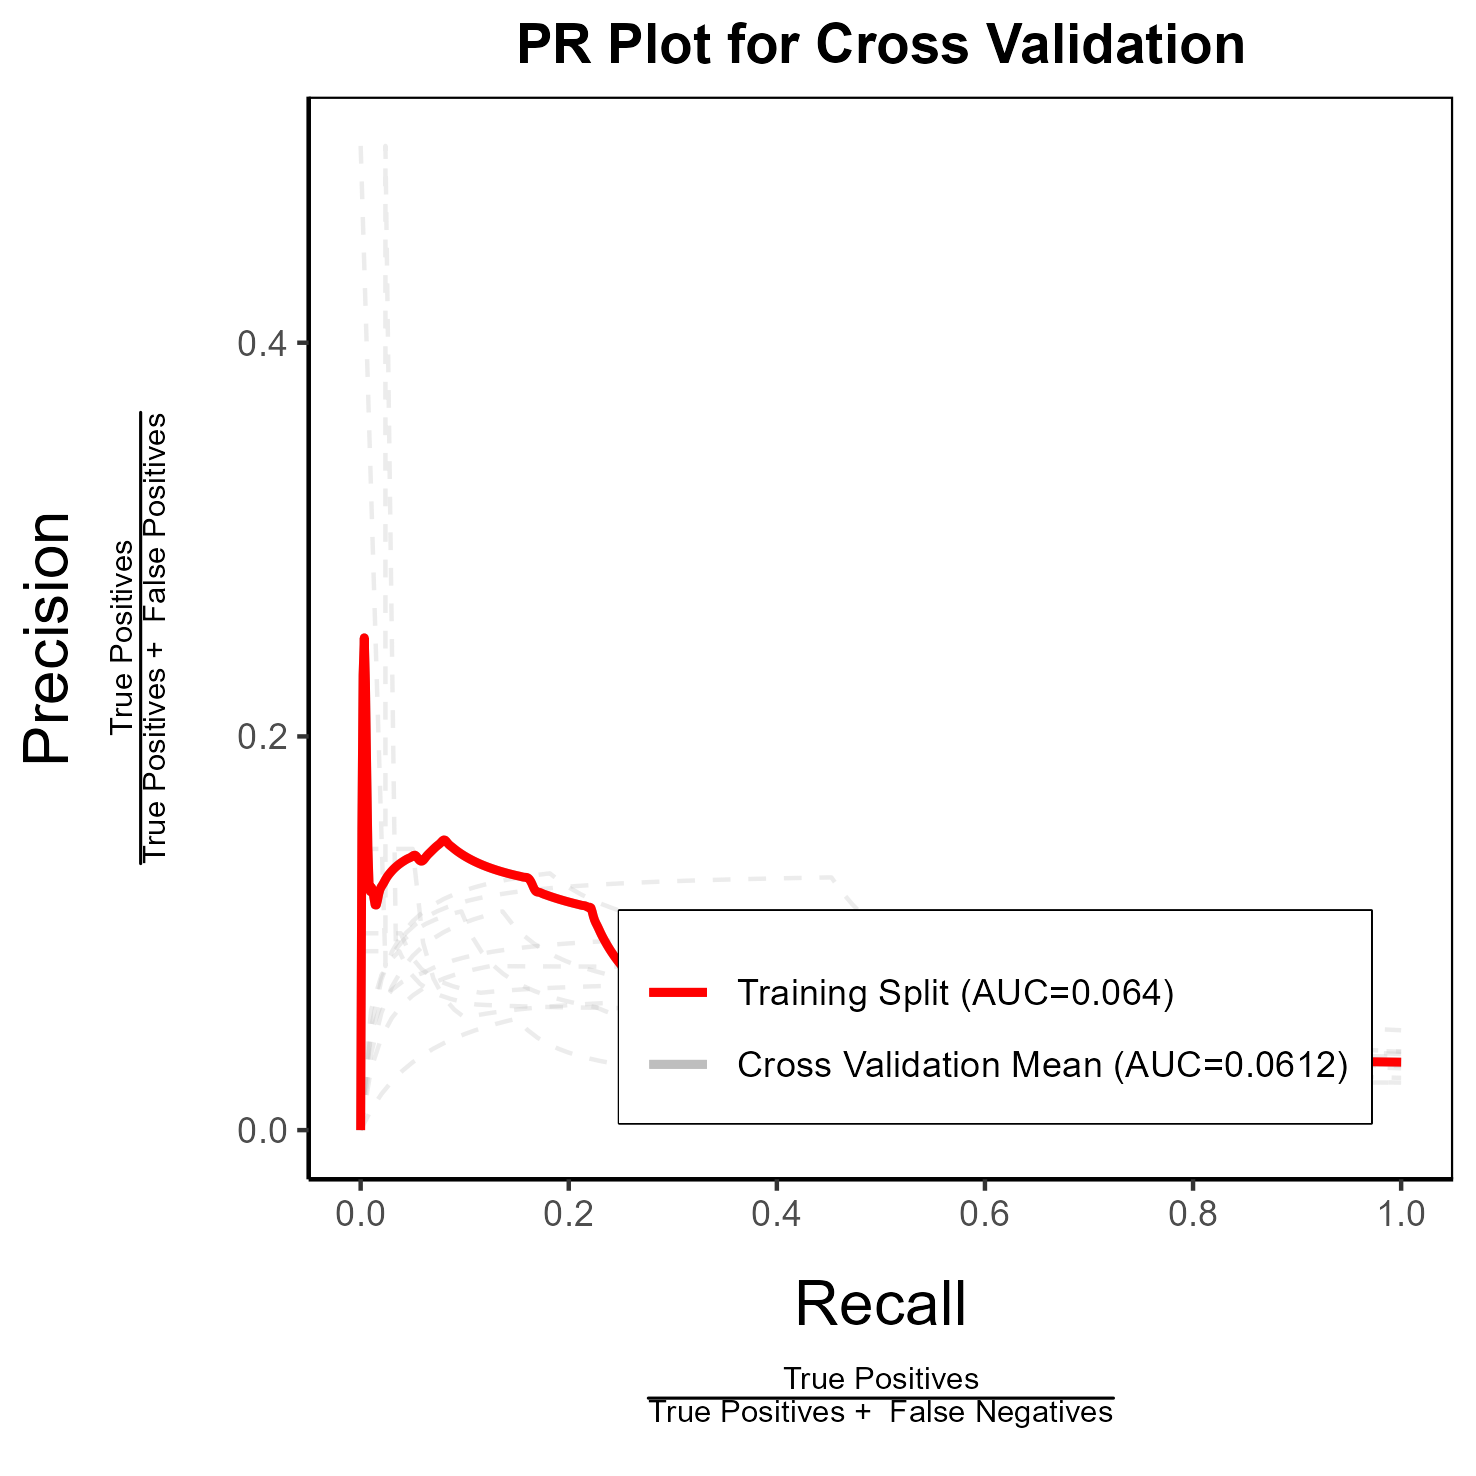 PR Plot for Cross Validation
Precision
True Positives
True Positives + False Positives
0.4
0.2
0.0
Training Split (AUC=0.064)
Cross Validation Mean (AUC=0.0612)
0.0 0.2 0.4 0.6 0.8 1.0
Recall
True Positives
True Positives + False Negatives